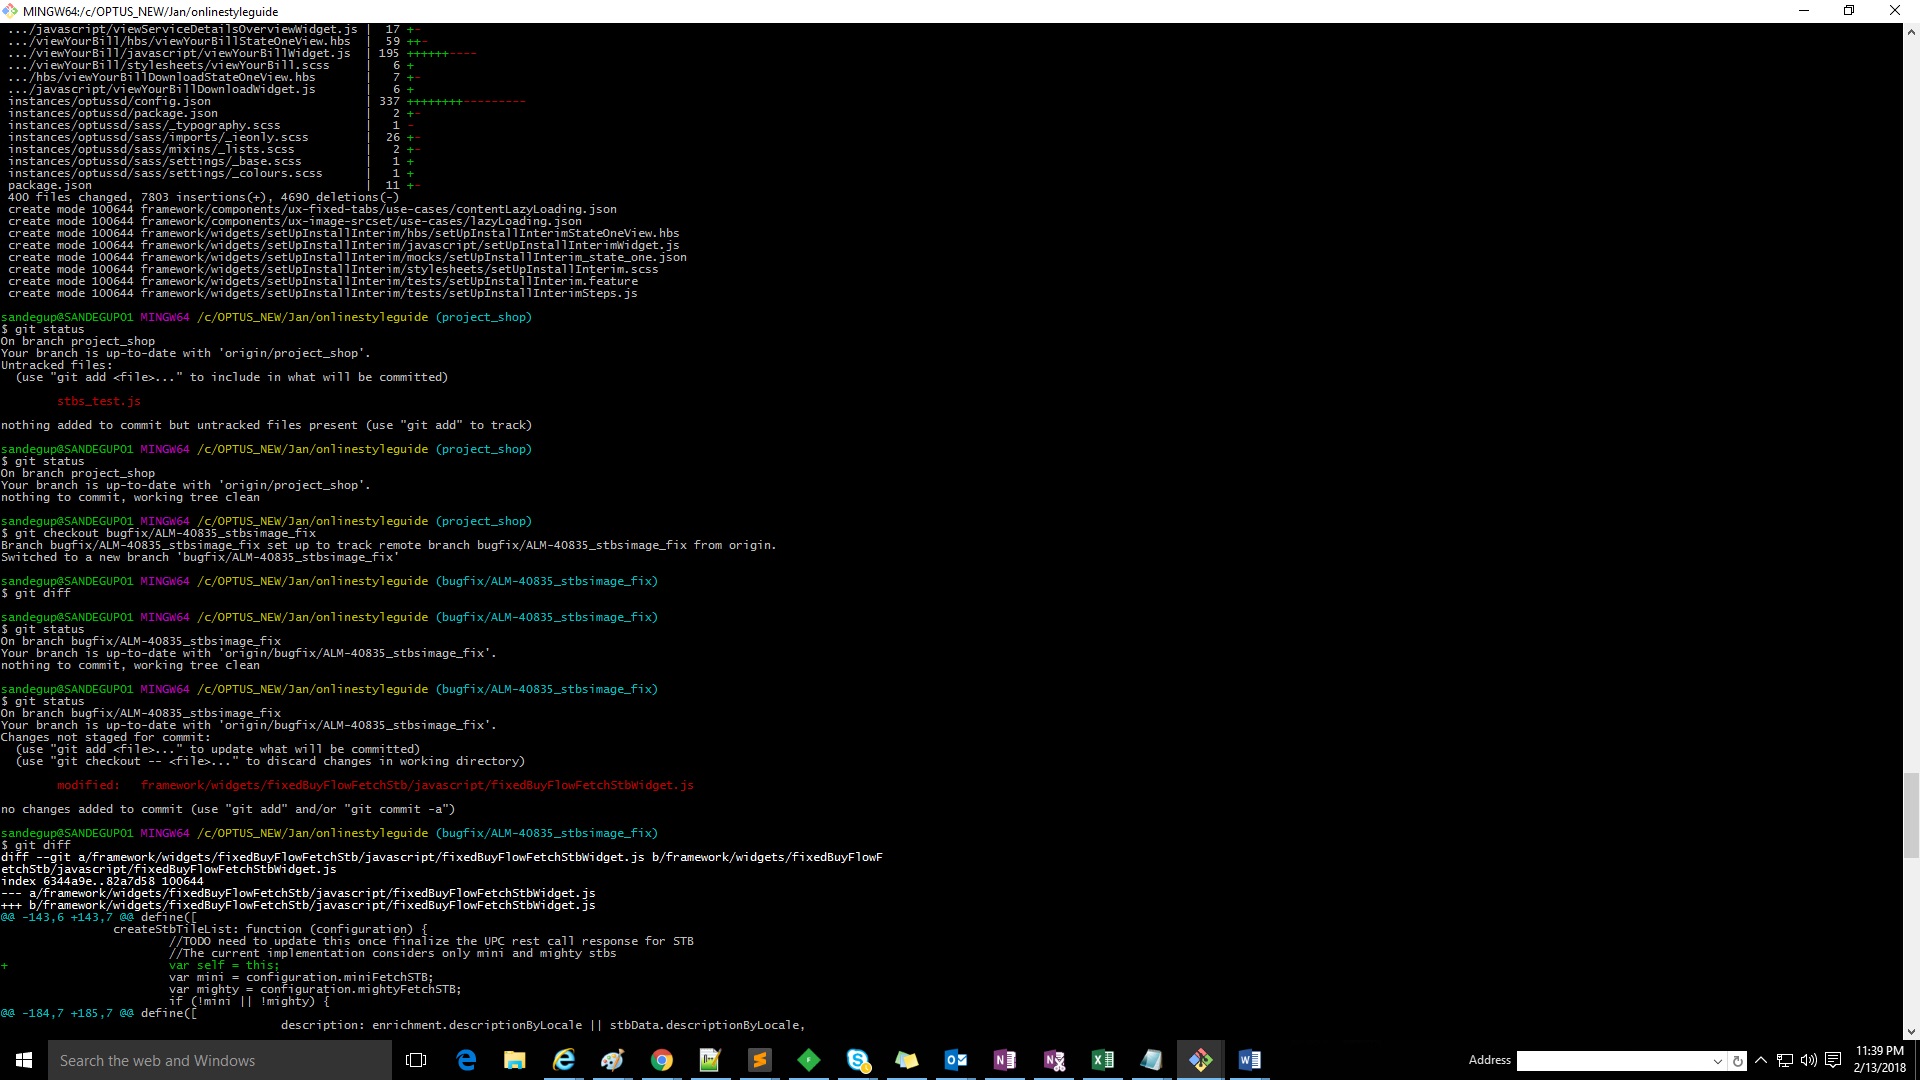 MINGW64:/c/OPTUS_NEW/Jan/onlinestyleguide
.../javascript/viewServiceDetailsOverviewWidget.js | 17 +-
.../viewYourBill/hbs/viewYourBillStateOneView.hbs | 59 ++-
.../viewYourBill/javascript/viewYourBillWidget.js | 195 ++++++----
.../viewYourBill/stylesheets/viewYourBill.scss | 6 +
.../hbs/viewYourBillDownloadStateOneView.hbs | 7 +-
.../javascript/viewYourBillDownloadWidget.js | 6 +
instances/optussd/config.json | 337 ++++++++---------
instances/optussd/package.json | 2 +-
instances/optussd/sass/_typography.scss | 1 -
instances/optussd/sass/imports/_ieonly.scss | 26 +-
instances/optussd/sass/mixins/_lists.scss | 2 +-
instances/optussd/sass/settings/_base.scss | 1 +
instances/optussd/sass/settings/_colours.scss | 1 +
package.json | 11 +-
400 files changed, 7803 insertions(+), 4690 deletions(-)
create mode 100644 framework/components/ux-fixed-tabs/use-cases/contentLazyLoading.json
create mode 100644 framework/components/ux-image-srcset/use-cases/lazyLoading.json
create mode 100644 framework/widgets/setUpInstallInterim/hbs/setUpInstallInterimStateOneView.hbs
create mode 100644 framework/widgets/setUpInstallInterim/javascript/setUpInstallInterimWidget.js
create mode 100644 framework/widgets/setUpInstallInterim/mocks/setUpInstallInterim_state_one.json
create mode 100644 framework/widgets/setUpInstallInterim/stylesheets/setUpInstallInterim.scss
create mode 100644 framework/widgets/setUpInstallInterim/tests/setUpInstallInterim.feature
create mode 100644 framework/widgets/setUpInstallInterim/tests/setUpInstallInterimSteps.js
sandegup@SANDEGUP01 MINGW64 /c/OPTUS_NEW/Jan/onlinestyleguide (project_shop)
$ git status
On branch project_shop
Your branch is up-to-date with 'origin/project_shop'.
Untracked files:
(use "git add <file>..." to include in what will be committed)
stbs_test.js
nothing added to commit but untracked files present (use "git add" to track)
sandegup@SANDEGUP01 MINGW64 /c/OPTUS_NEW/Jan/onlinestyleguide (project_shop)
$ git status
On branch project_shop
Your branch is up-to-date with 'origin/project_shop'.
nothing to commit, working tree clean
sandegup@SANDEGUP01 MINGW64 /c/OPTUS_NEW/Jan/onlinestyleguide (project_shop)
$ git checkout bugfix/ALM-40835_stbsimage_fix
Branch bugfix/ALM-40835_stbsimage_fix set up to track remote branch bugfix/ALM-40835_stbsimage_fix from origin.
Switched to a new branch 'bugfix/ALM-40835_stbsimage_fix'
sandegup@SANDEGUP01 MINGW64 /c/OPTUS_NEW/Jan/onlinestyleguide (bugfix/ALM-40835_stbsimage_fix)
$ git diff
sandegup@SANDEGUP01 MINGW64 /c/OPTUS_NEW/Jan/onlinestyleguide (bugfix/ALM-40835_stbsimage_fix)
$ git status
On branch bugfix/ALM-40835_stbsimage_fix
Your branch is up-to-date with 'origin/bugfix/ALM-40835_stbsimage_fix'.
nothing to commit, working tree clean
sandegup@SANDEGUP01 MINGW64 /c/OPTUS_NEW/Jan/onlinestyleguide (bugfix/ALM-40835_stbsimage_fix)
$ git status
On branch bugfix/ALM-40835_stbsimage_fix
Your branch is up-to-date with 'origin/bugfix/ALM-40835_stbsimage_fix'.
Changes not staged for commit:
(use "git add <file>..." to update what will be committed)
(use "git checkout -- <file>..." to discard changes in working directory)
modified: framework/widgets/fixedBuyFlowFetchStb/javascript/fixedBuyFlowFetchStbWidget.js
no changes added to commit (use "git add" and/or "git commit -a")
sandegup@SANDEGUP01 MINGW64 /c/OPTUS_NEW/Jan/onlinestyleguide (bugfix/ALM-40835_stbsimage_fix)
$ git diff
diff --git a/framework/widgets/fixedBuyFlowFetchStb/javascript/fixedBuyFlowFetchStbWidget.js b/framework/widgets/fixedBuyFlowF
etchStb/javascript/fixedBuyFlowFetchStbWidget.js
index 6344a9e..82a7d58 100644
--- a/framework/widgets/fixedBuyFlowFetchStb/javascript/fixedBuyFlowFetchStbWidget.js
+++ b/framework/widgets/fixedBuyFlowFetchStb/javascript/fixedBuyFlowFetchStbWidget.js
@@ -143,6 +143,7 @@ define([
createStbTileList: function (configuration) {
//TODO need to update this once finalize the UPC rest call response for STB
//The current implementation considers only mini and mighty stbs
+ var self = this;
var mini = configuration.miniFetchSTB;
var mighty = configuration.mightyFetchSTB;
if (!mini || !mighty) {
@@ -184,7 +185,7 @@ define([
description: enrichment.descriptionByLocale || stbData.descriptionByLocale,
Search the web and Windows
Address
11:39 PM
2/13/2018